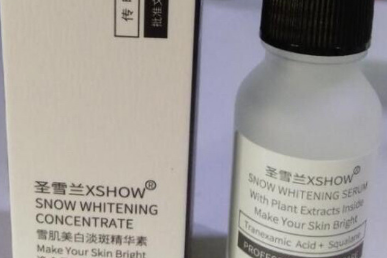 圣雪兰XSHOW®
SNOW WHITENING
CONCENTRATE
雪肌美白淡斑精华素
Make Your Skin Bright
圣雪兰XSHOW®
SNOW WHITENING SERUM
With Plant Extracts Inside
Make Your Skin Bright
Tranexamic Acid + Squalane